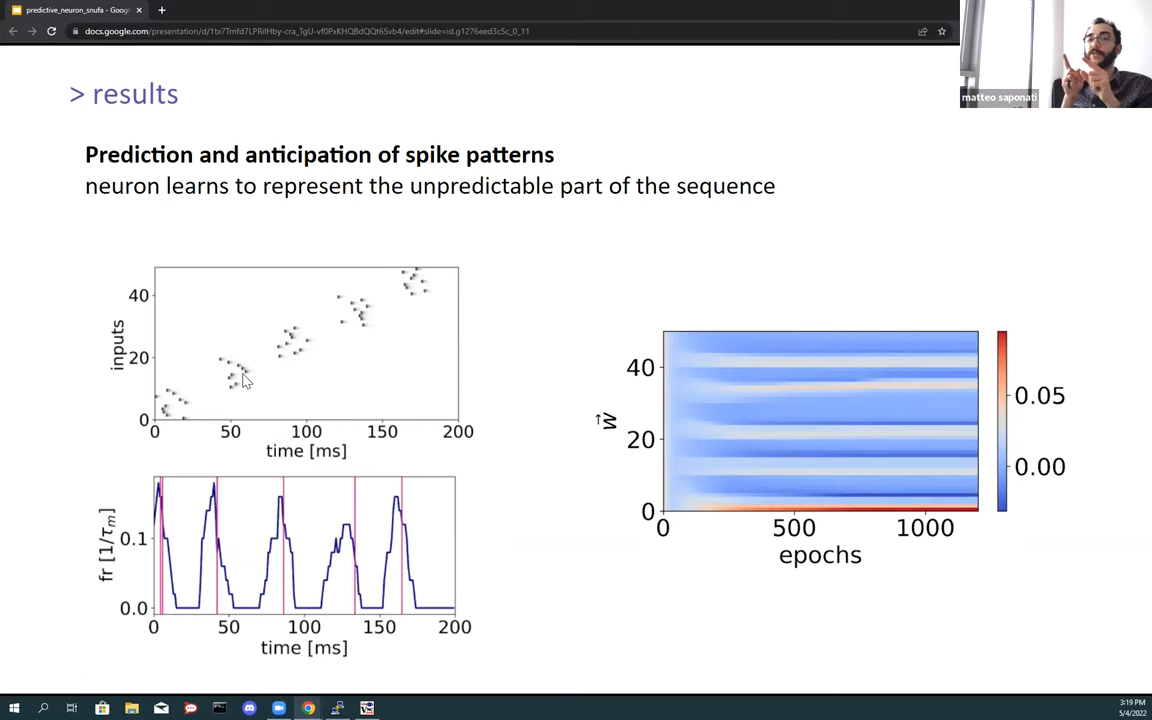 predictive_neuron_snufa - Goog
docs.google.com/presentation/d/1tx7Tmfd7LPRilHby-cra_TgU-vf0PxKHQBdQQt65vb4/edit#slide=id.g1276eed3c5c_0_11
matteo saponati
> results
Prediction and anticipation of spike patterns
neuron learns to represent the unpredictable part of the sequence
inputs
40
20
0
0 50 100 150 200
time [ms]
fr [1/τm]
0.1
0.0
0 50 100 150 200
time [ms]
w
40
20
0
0 500 1000
epochs
0.05
0.00
3:19 PM
5/4/2022